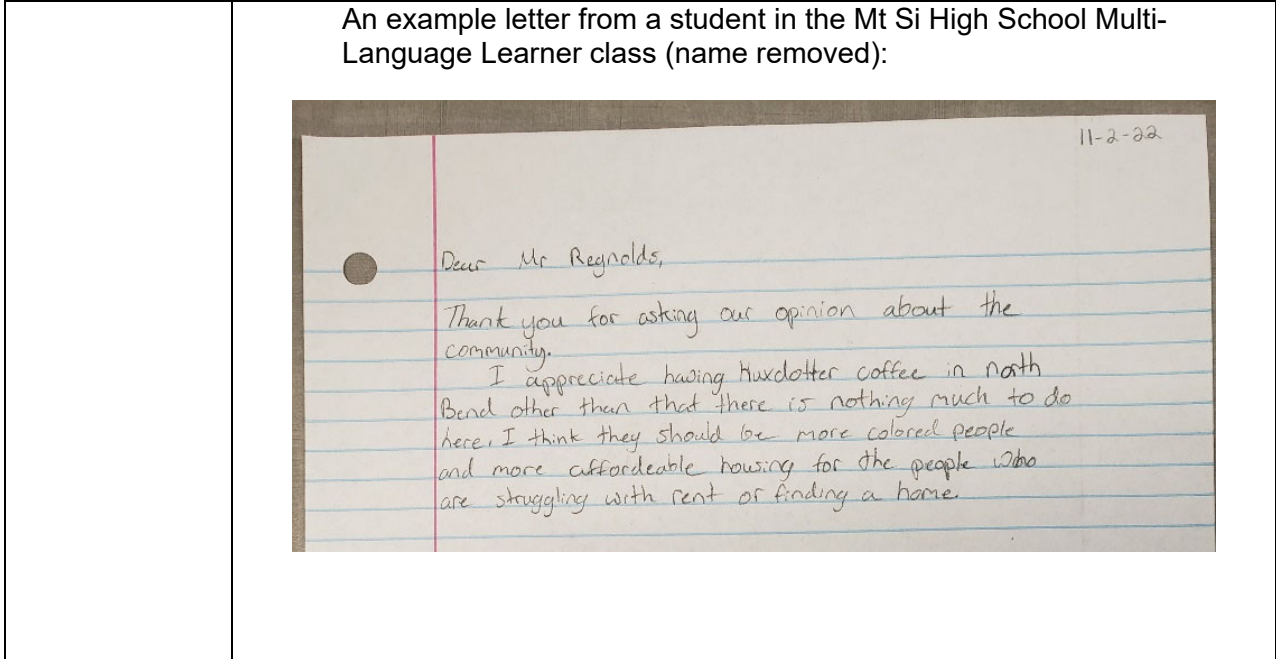 An example letter from a student in the Mt Si High School Multi-
Language Learner class (name removed):
11-2-22
Dear Mr Reynolds,
Thank you for asking our opinion about the
community.
I appreciate having Huxdotter coffee in north
Bend other than that there is nothing much to do
here. I think they should be more colored people
and more affordeable housing for the people who
are struggling with rent or finding a home.